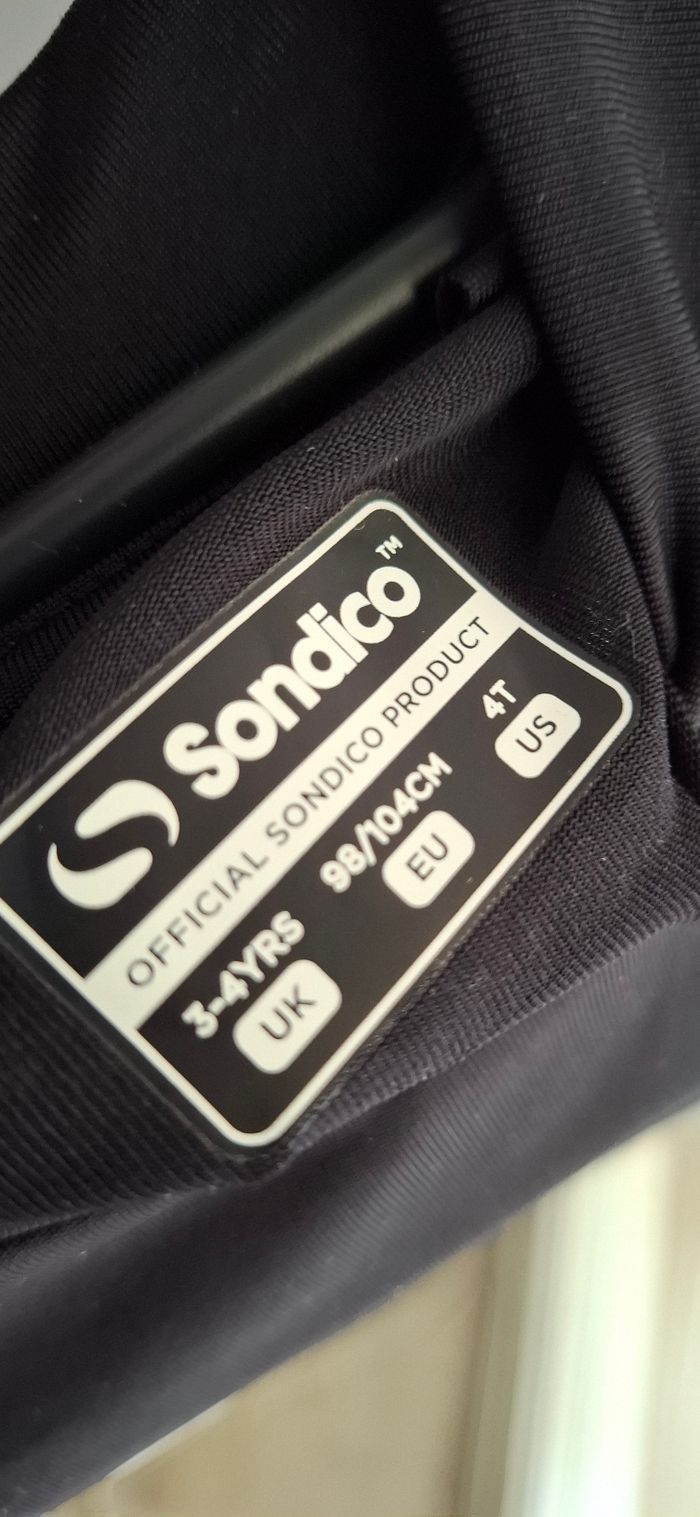 Sondico™
OFFICIAL SONDICO PRODUCT
3-4YRS 98/104CM 4T
UK EU US